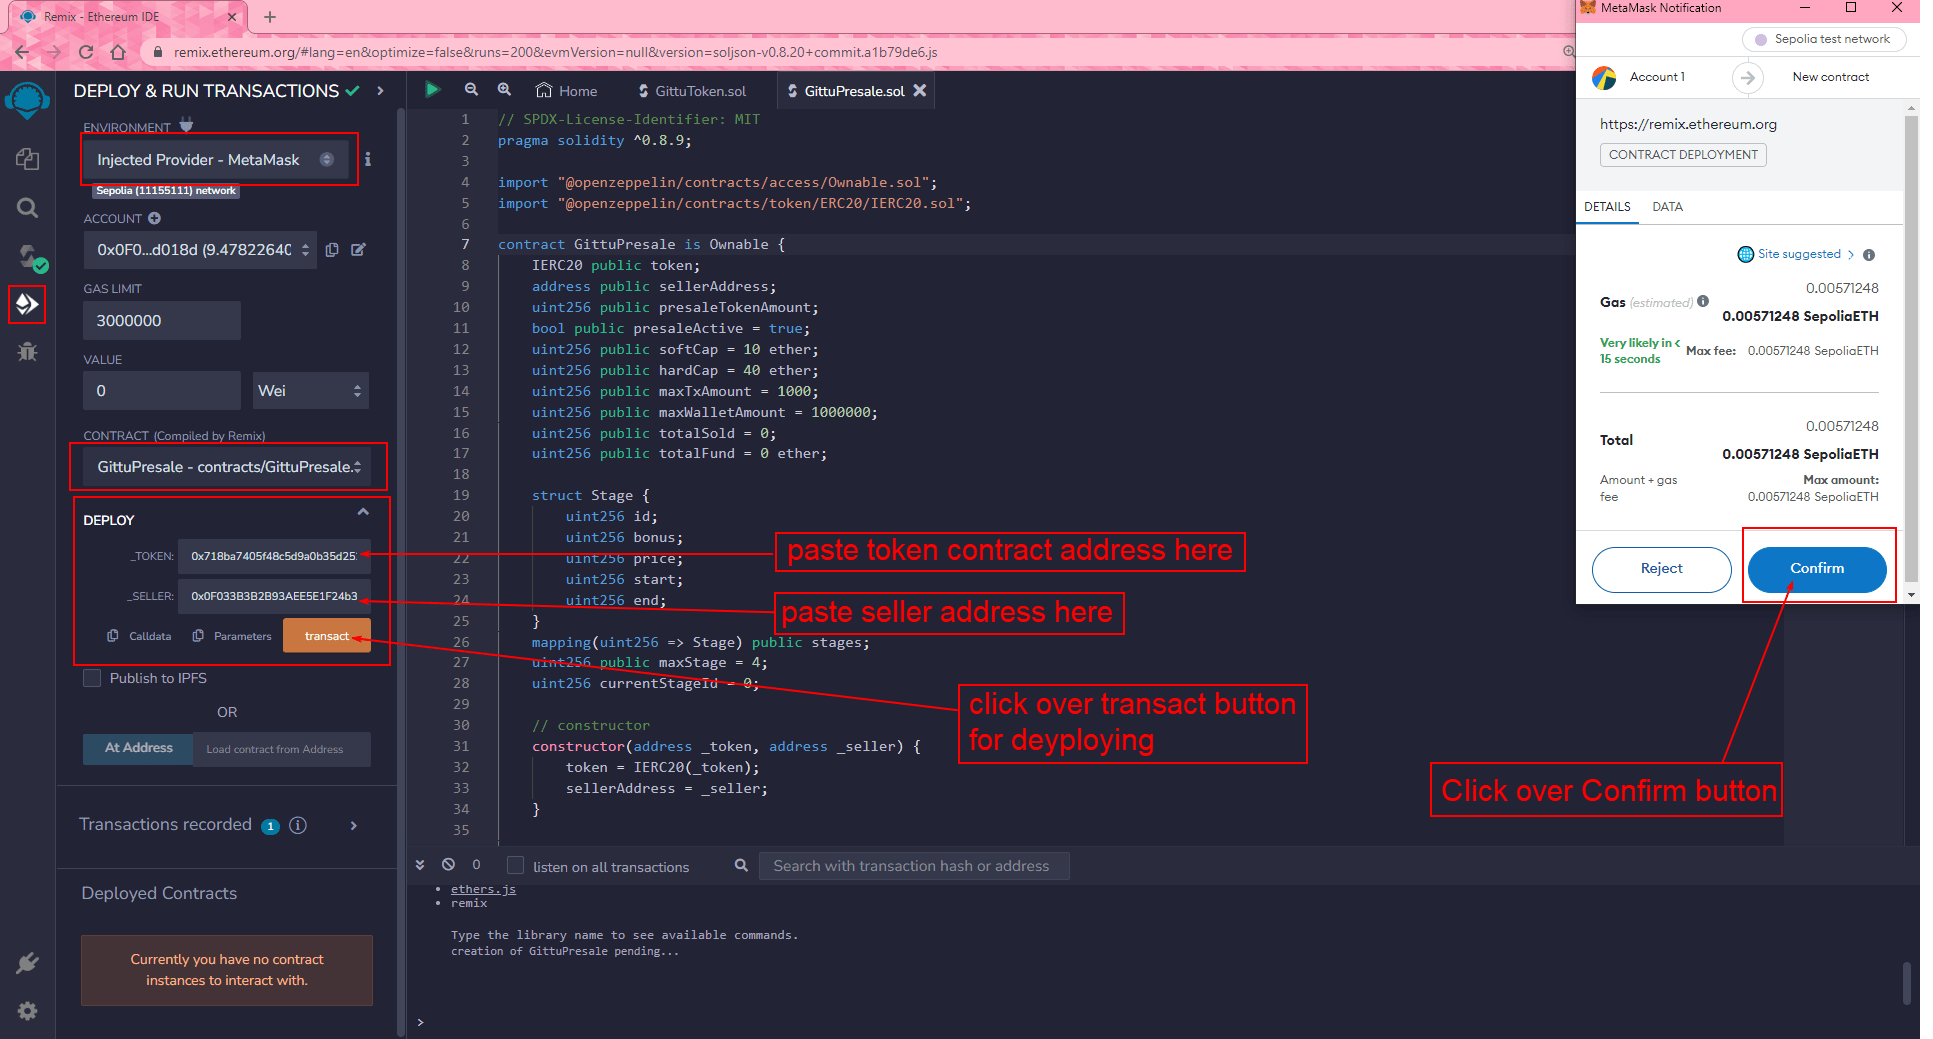 Remix - Ethereum IDE
remix.ethereum.org/#lang=en&optimize=false&runs=200&evmVersion=null&version=soljson-v0.8.20+commit.a1b79de6.js
DEPLOY & RUN TRANSACTIONS
ENVIRONMENT
Injected Provider - MetaMask
Sepolia (11155111) network
ACCOUNT
0x0F0...d018d (9.47822640
GAS LIMIT
3000000
VALUE
0
Wei
CONTRACT (Compiled by Remix)
GittuPresale - contracts/GittuPresale.
DEPLOY
_TOKEN:
0x718ba7405f48c5d9a0b35d25
_SELLER:
0x0F033B3B2B93AEE5E1F24b3
Calldata
Parameters
transact
Publish to IPFS
OR
At Address
Load contract from Address
Transactions recorded 1 i
Deployed Contracts
Currently you have no contract
instances to interact with.
Home
GittuToken.sol
GittuPresale.sol
1 // SPDX-License-Identifier: MIT
2 pragma solidity ^0.8.9;
3
4 import "@openzeppelin/contracts/access/Ownable.sol";
5 import "@openzeppelin/contracts/token/ERC20/IERC20.sol";
6
7 contract GittuPresale is Ownable {
8 IERC20 public token;
9 address public sellerAddress;
10 uint256 public presaleTokenAmount;
11 bool public presaleActive = true;
12 uint256 public softCap = 10 ether;
13 uint256 public hardCap = 40 ether;
14 uint256 public maxTxAmount = 1000;
15 uint256 public maxWalletAmount = 1000000;
16 uint256 public totalSold = 0;
17 uint256 public totalFund = 0 ether;
18
19 struct Stage {
20 uint256 id;
21 uint256 bonus;
22 uint256 price;
23 uint256 start;
24 uint256 end;
25 }
26 mapping(uint256 => Stage) public stages;
27 uint256 public maxStage = 4;
28 uint256 currentStageId = 0;
29
30 // constructor
31 constructor(address _token, address _seller) {
32 token = IERC20(_token);
33 sellerAddress = _seller;
34 }
35
paste token contract address here
paste seller address here
click over transact button
for deyploying
Click over Confirm button
0
listen on all transactions
Search with transaction hash or address
• ethers.js
• remix
Type the library name to see available commands.
creation of GittuPresale pending...
>
MetaMask Notification
Sepolia test network
Account 1
New contract
https://remix.ethereum.org
CONTRACT DEPLOYMENT
DETAILS
DATA
Site suggested >
0.00571248
Gas (estimated)
0.00571248 SepoliaETH
Very likely in <
15 seconds
Max fee: 0.00571248 SepoliaETH
0.00571248
Total
0.00571248 SepoliaETH
Amount + gas
fee
Max amount:
0.00571248 SepoliaETH
Reject
Confirm